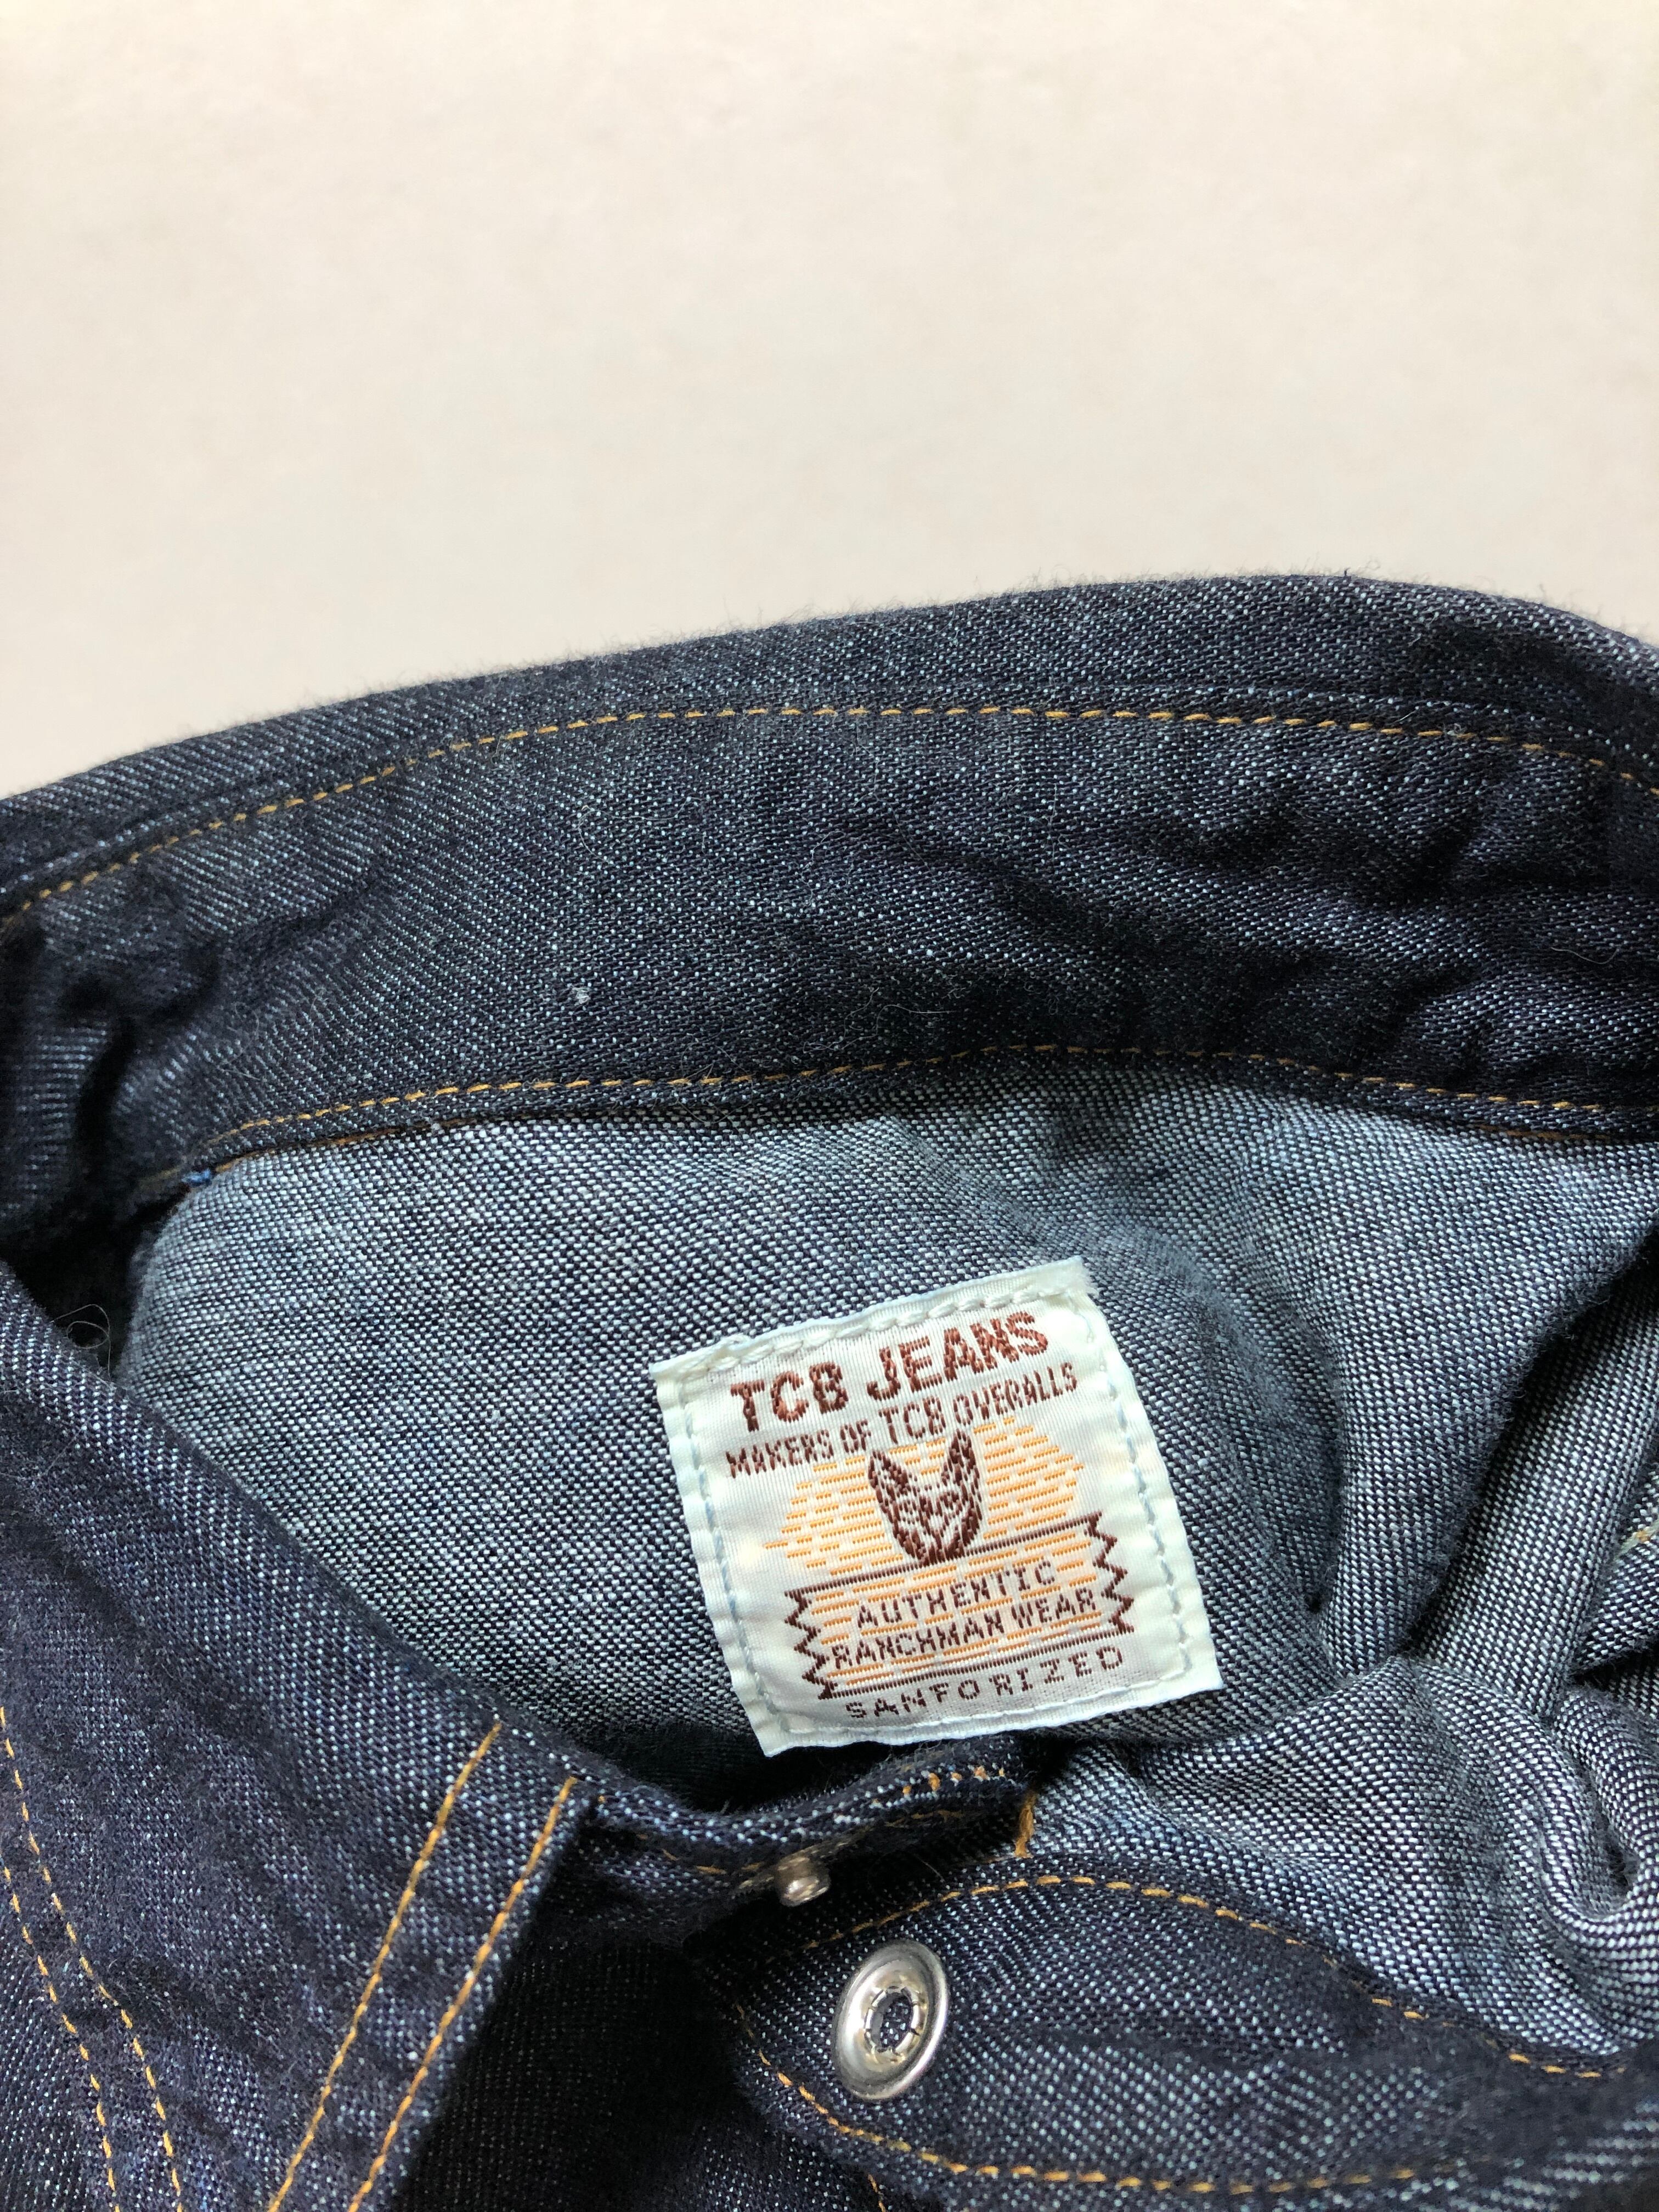 TCB JEANS
MAKERS OF TCB OVERALLS
AUTHENTIC
RANCHMAN WEAR
SANFORIZED